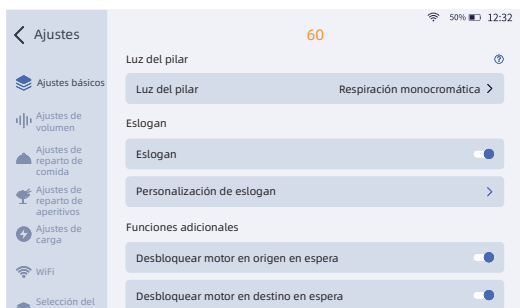 50% 12:32
Ajustes
60
Luz del pilar
Ajustes básicos
Luz del pilar Respiración monocromática
Ajustes de
volumen
Eslogan
Ajustes de
reparto de
comida
Eslogan
Ajustes de
reparto de
aperitivos
Personalización de eslogan
Ajustes de
carga
Funciones adicionales
WiFi
Desbloquear motor en origen en espera
Selección del
Desbloquear motor en destino en espera